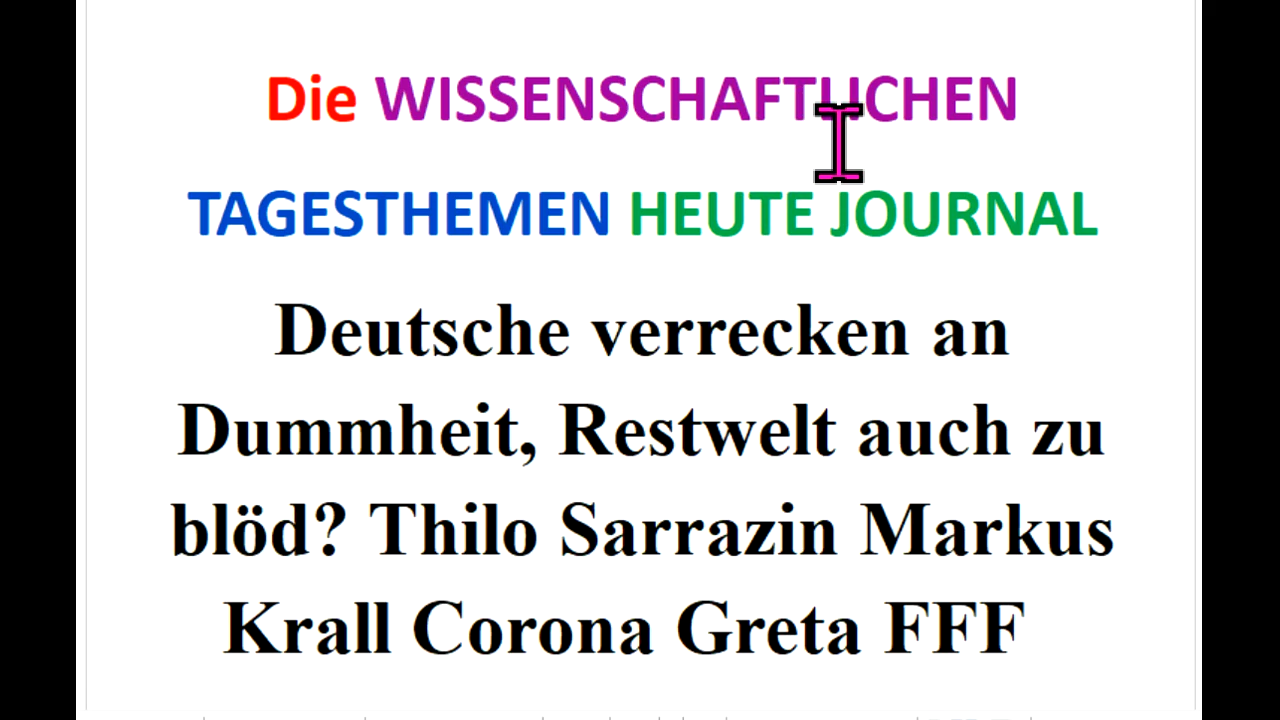 Die WISSENSCHAFTLICHEN
TAGESTHEMEN HEUTE JOURNAL
Deutsche verrecken an
Dummheit, Restwelt auch zu
blöd? Thilo Sarrazin Markus
Krall Corona Greta FFF